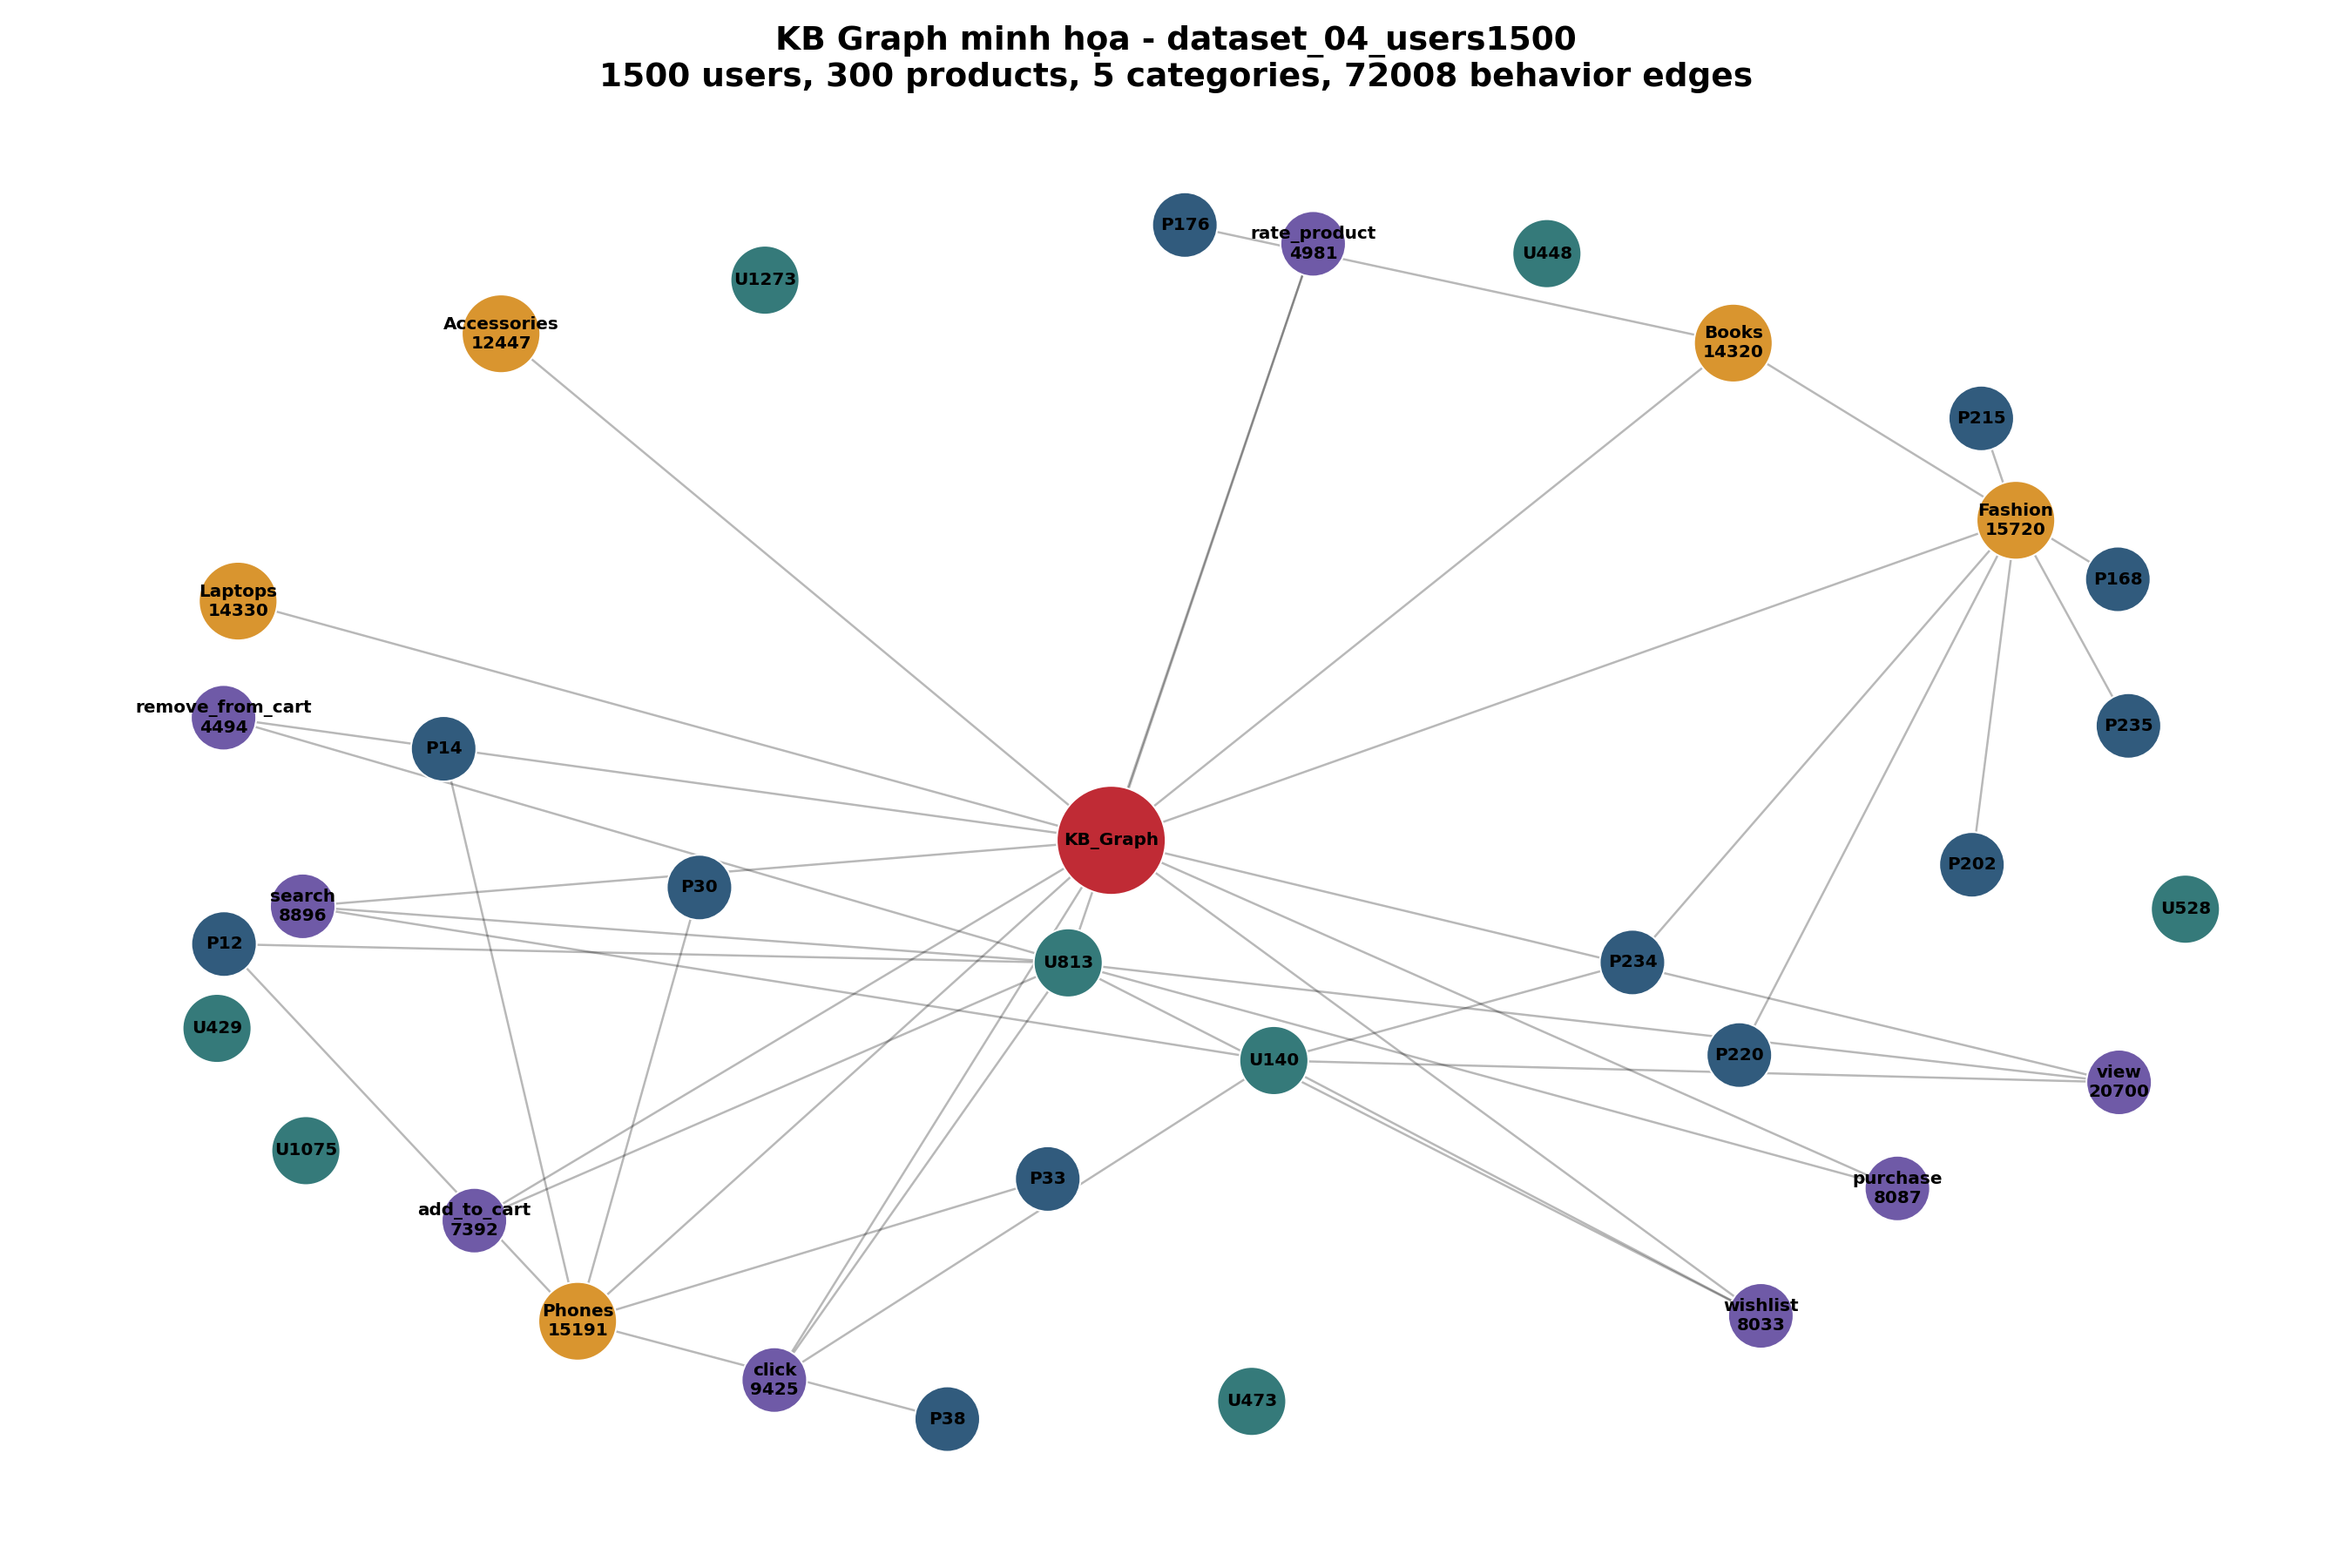 KB Graph minh họa - dataset_04_users1500
1500 users, 300 products, 5 categories, 72008 behavior edges
P176
rate_product
4981
U448
U1273
Accessories
12447
Books
14320
P215
Fashion
15720
P168
Laptops
14330
remove_from_cart
4494
P14
P235
KB_Graph
P30
P202
search
8896
U528
P12
U813
P234
U429
U140
P220
view
20700
U1075
P33
purchase
8087
add_to_cart
7392
Phones
15191
wishlist
8033
click
9425
U473
P38